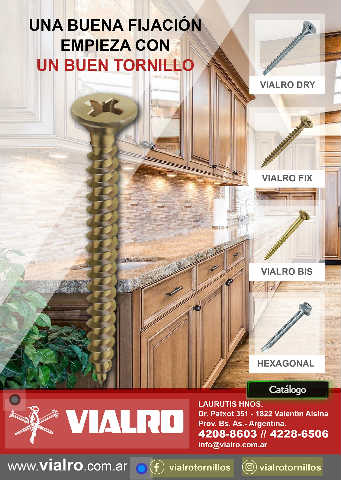 UNA BUENA FIJACIÓN
EMPIEZA CON
UN BUEN TORNILLO
VIALRO DRY
VIALRO FIX
VIALRO BIS
HEXAGONAL
Catálogo
VIALRO
LAURUTIS HNOS.
Dr. Patxot 351 - 1822 Valentín Alsina
Prov. Bs. As.- Argentina.
4208-8603 // 4228-6506
info@vialro.com.ar
www.vialro.com.ar
vialrotornillos
vialrotornillos